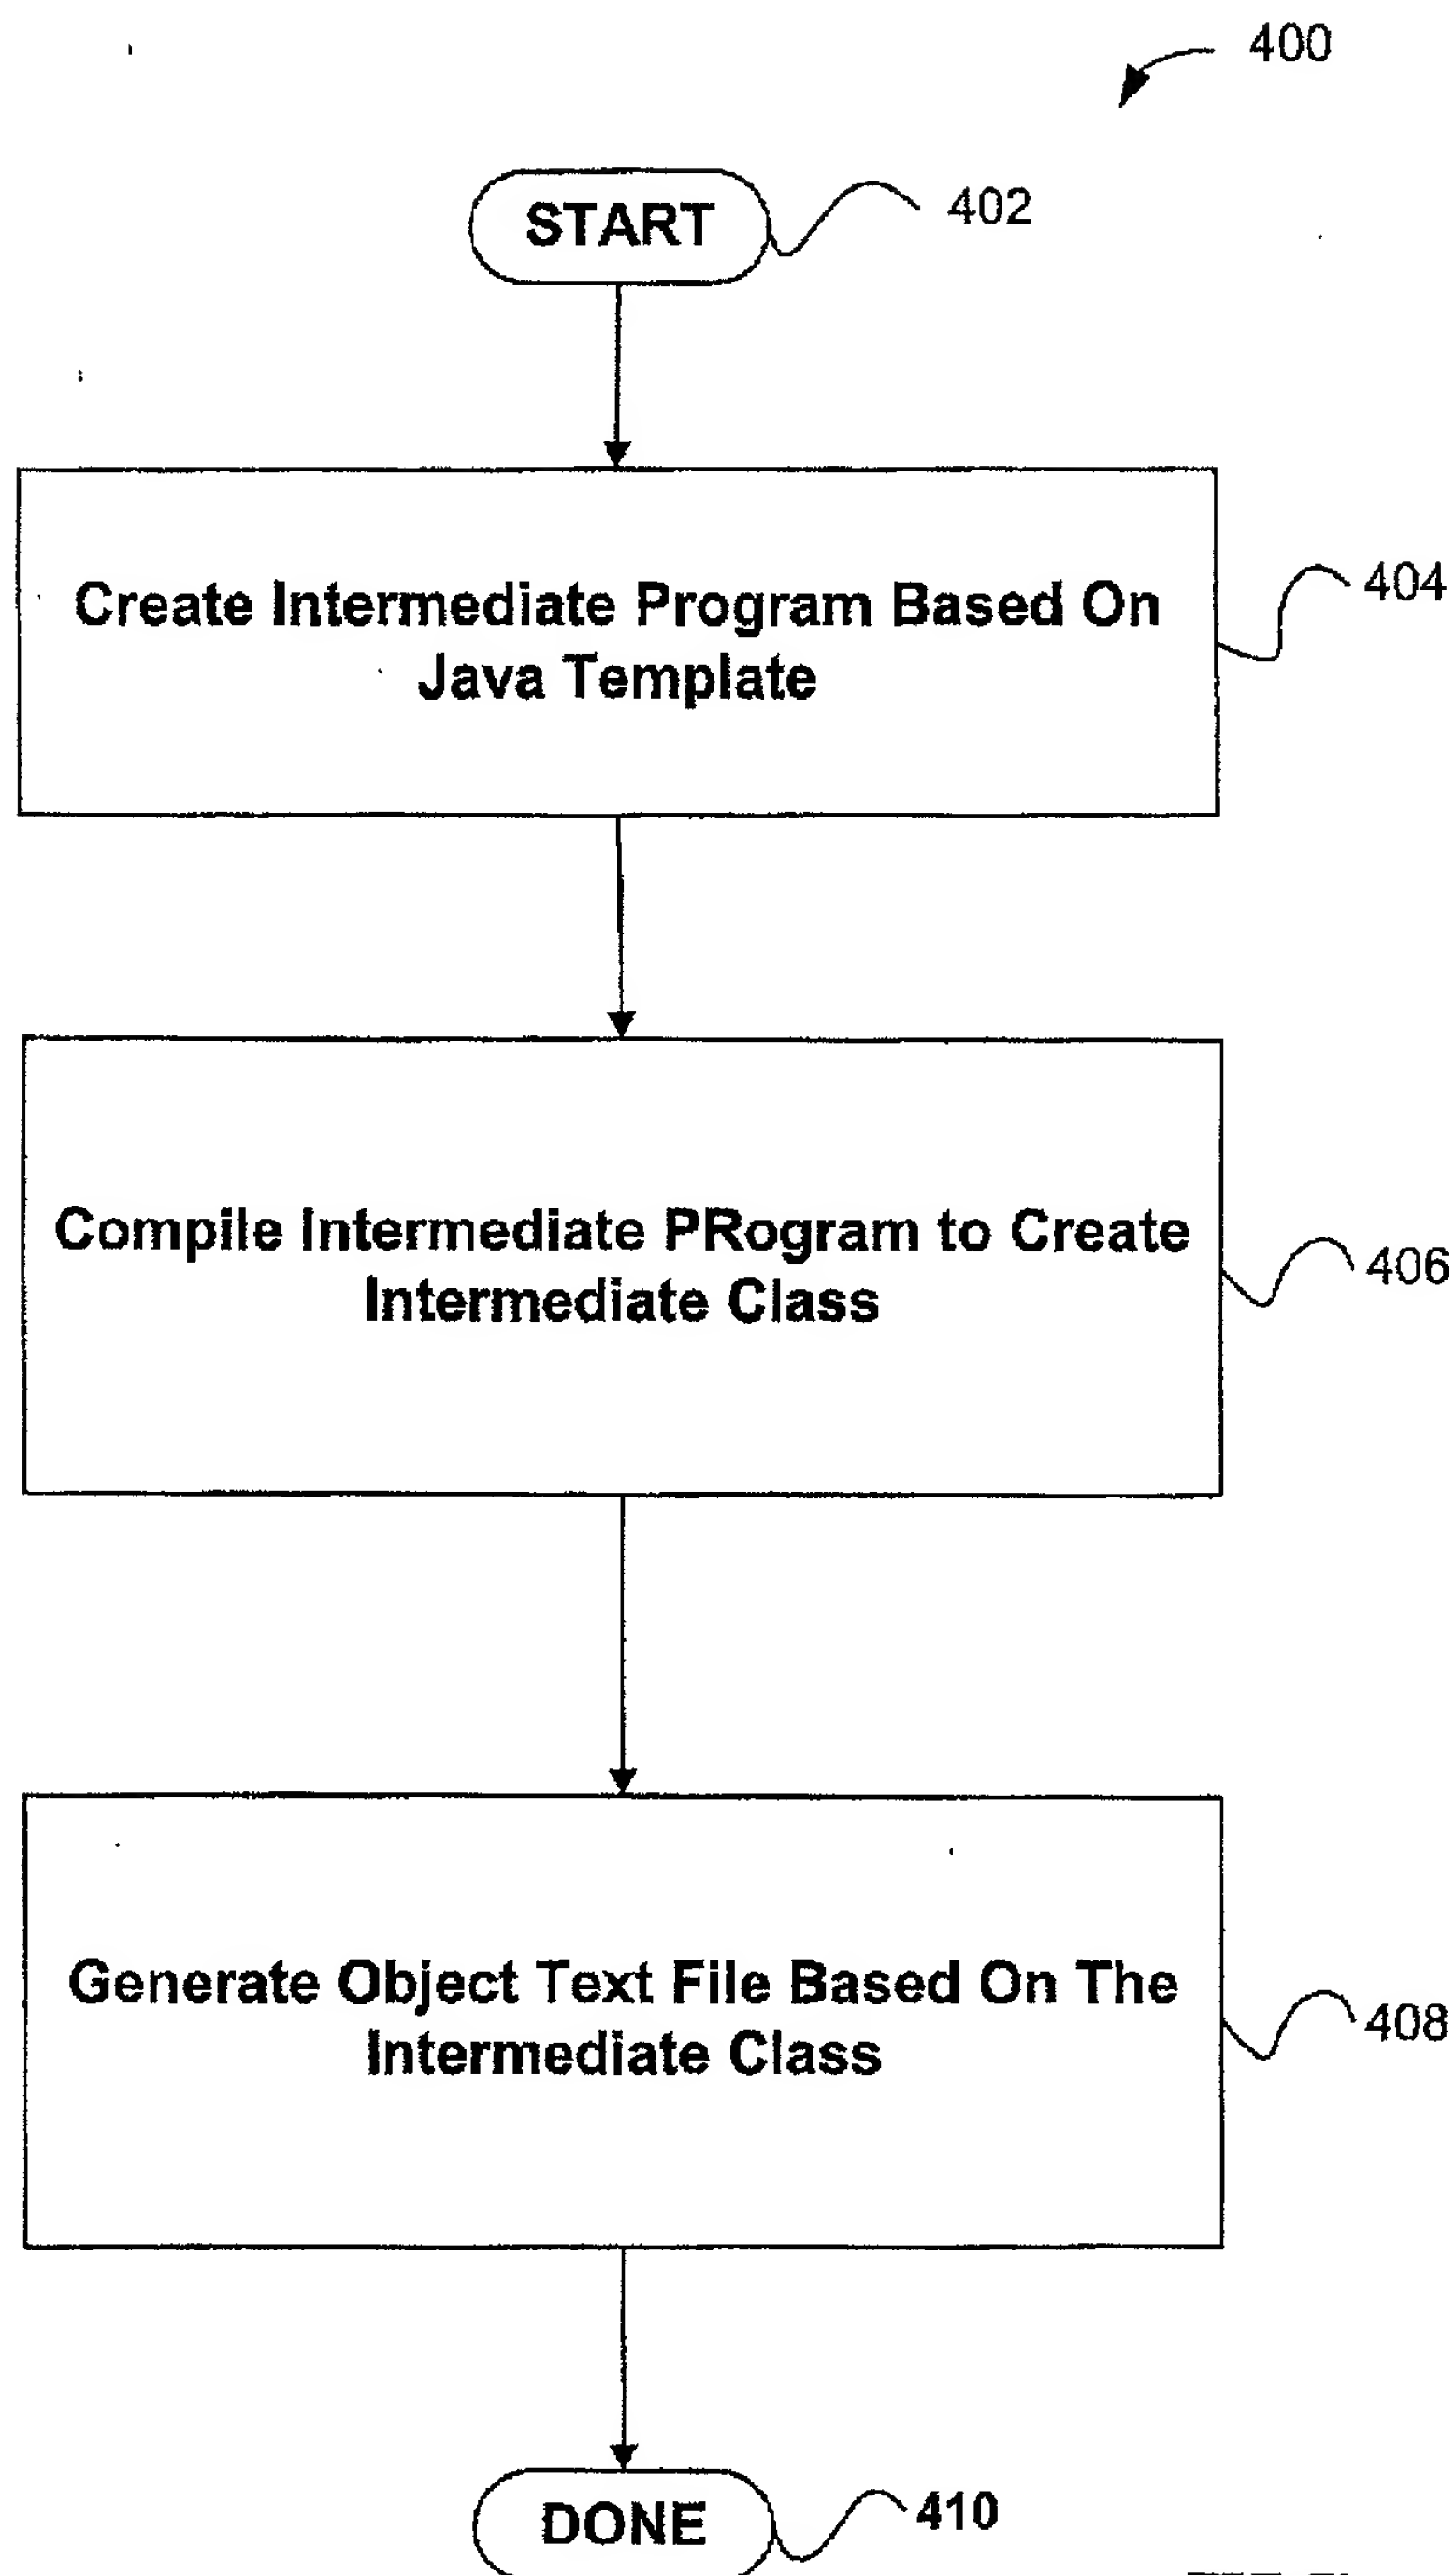 400
START
402
Create Intermediate Program Based On
Java Template
404
Compile Intermediate PRogram to Create
Intermediate Class
406
Generate Object Text File Based On The
Intermediate Class
408
DONE
410